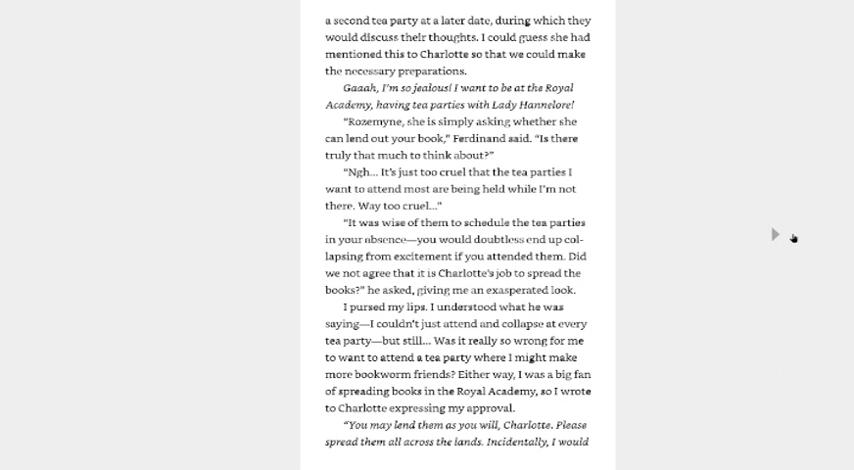 a second tea party at a later date, during which they
would discuss their thoughts. I could guess she had
mentioned this to Charlotte so that we could make
the necessary preparations.
Gaaah, I'm so jealous! I want to be at the Royal
Academy, having tea parties with Lady Hannelore!
“Rozemyne, she is simply asking whether she
can lend out your book,” Ferdinand said. “Is there
truly that much to think about?”
“Ngh... It's just too cruel that the tea parties I
want to attend most are being held while I'm not
there. Way too cruel...”
“It was wise of them to schedule the tea parties
in your absence—you would doubtless end up col-
lapsing from excitement if you attended them. Did
we not agree that it is Charlotte's job to spread the
books?” he asked, giving me an exasperated look.
I pursed my lips. I understood what he was
saying—I couldn't just attend and collapse at every
tea party—but still... Was it really so wrong for me
to want to attend a tea party where I might make
more bookworm friends? Either way, I was a big fan
of spreading books in the Royal Academy, so I wrote
to Charlotte expressing my approval.
“You may lend them as you will, Charlotte. Please
spread them all across the lands. Incidentally, I would